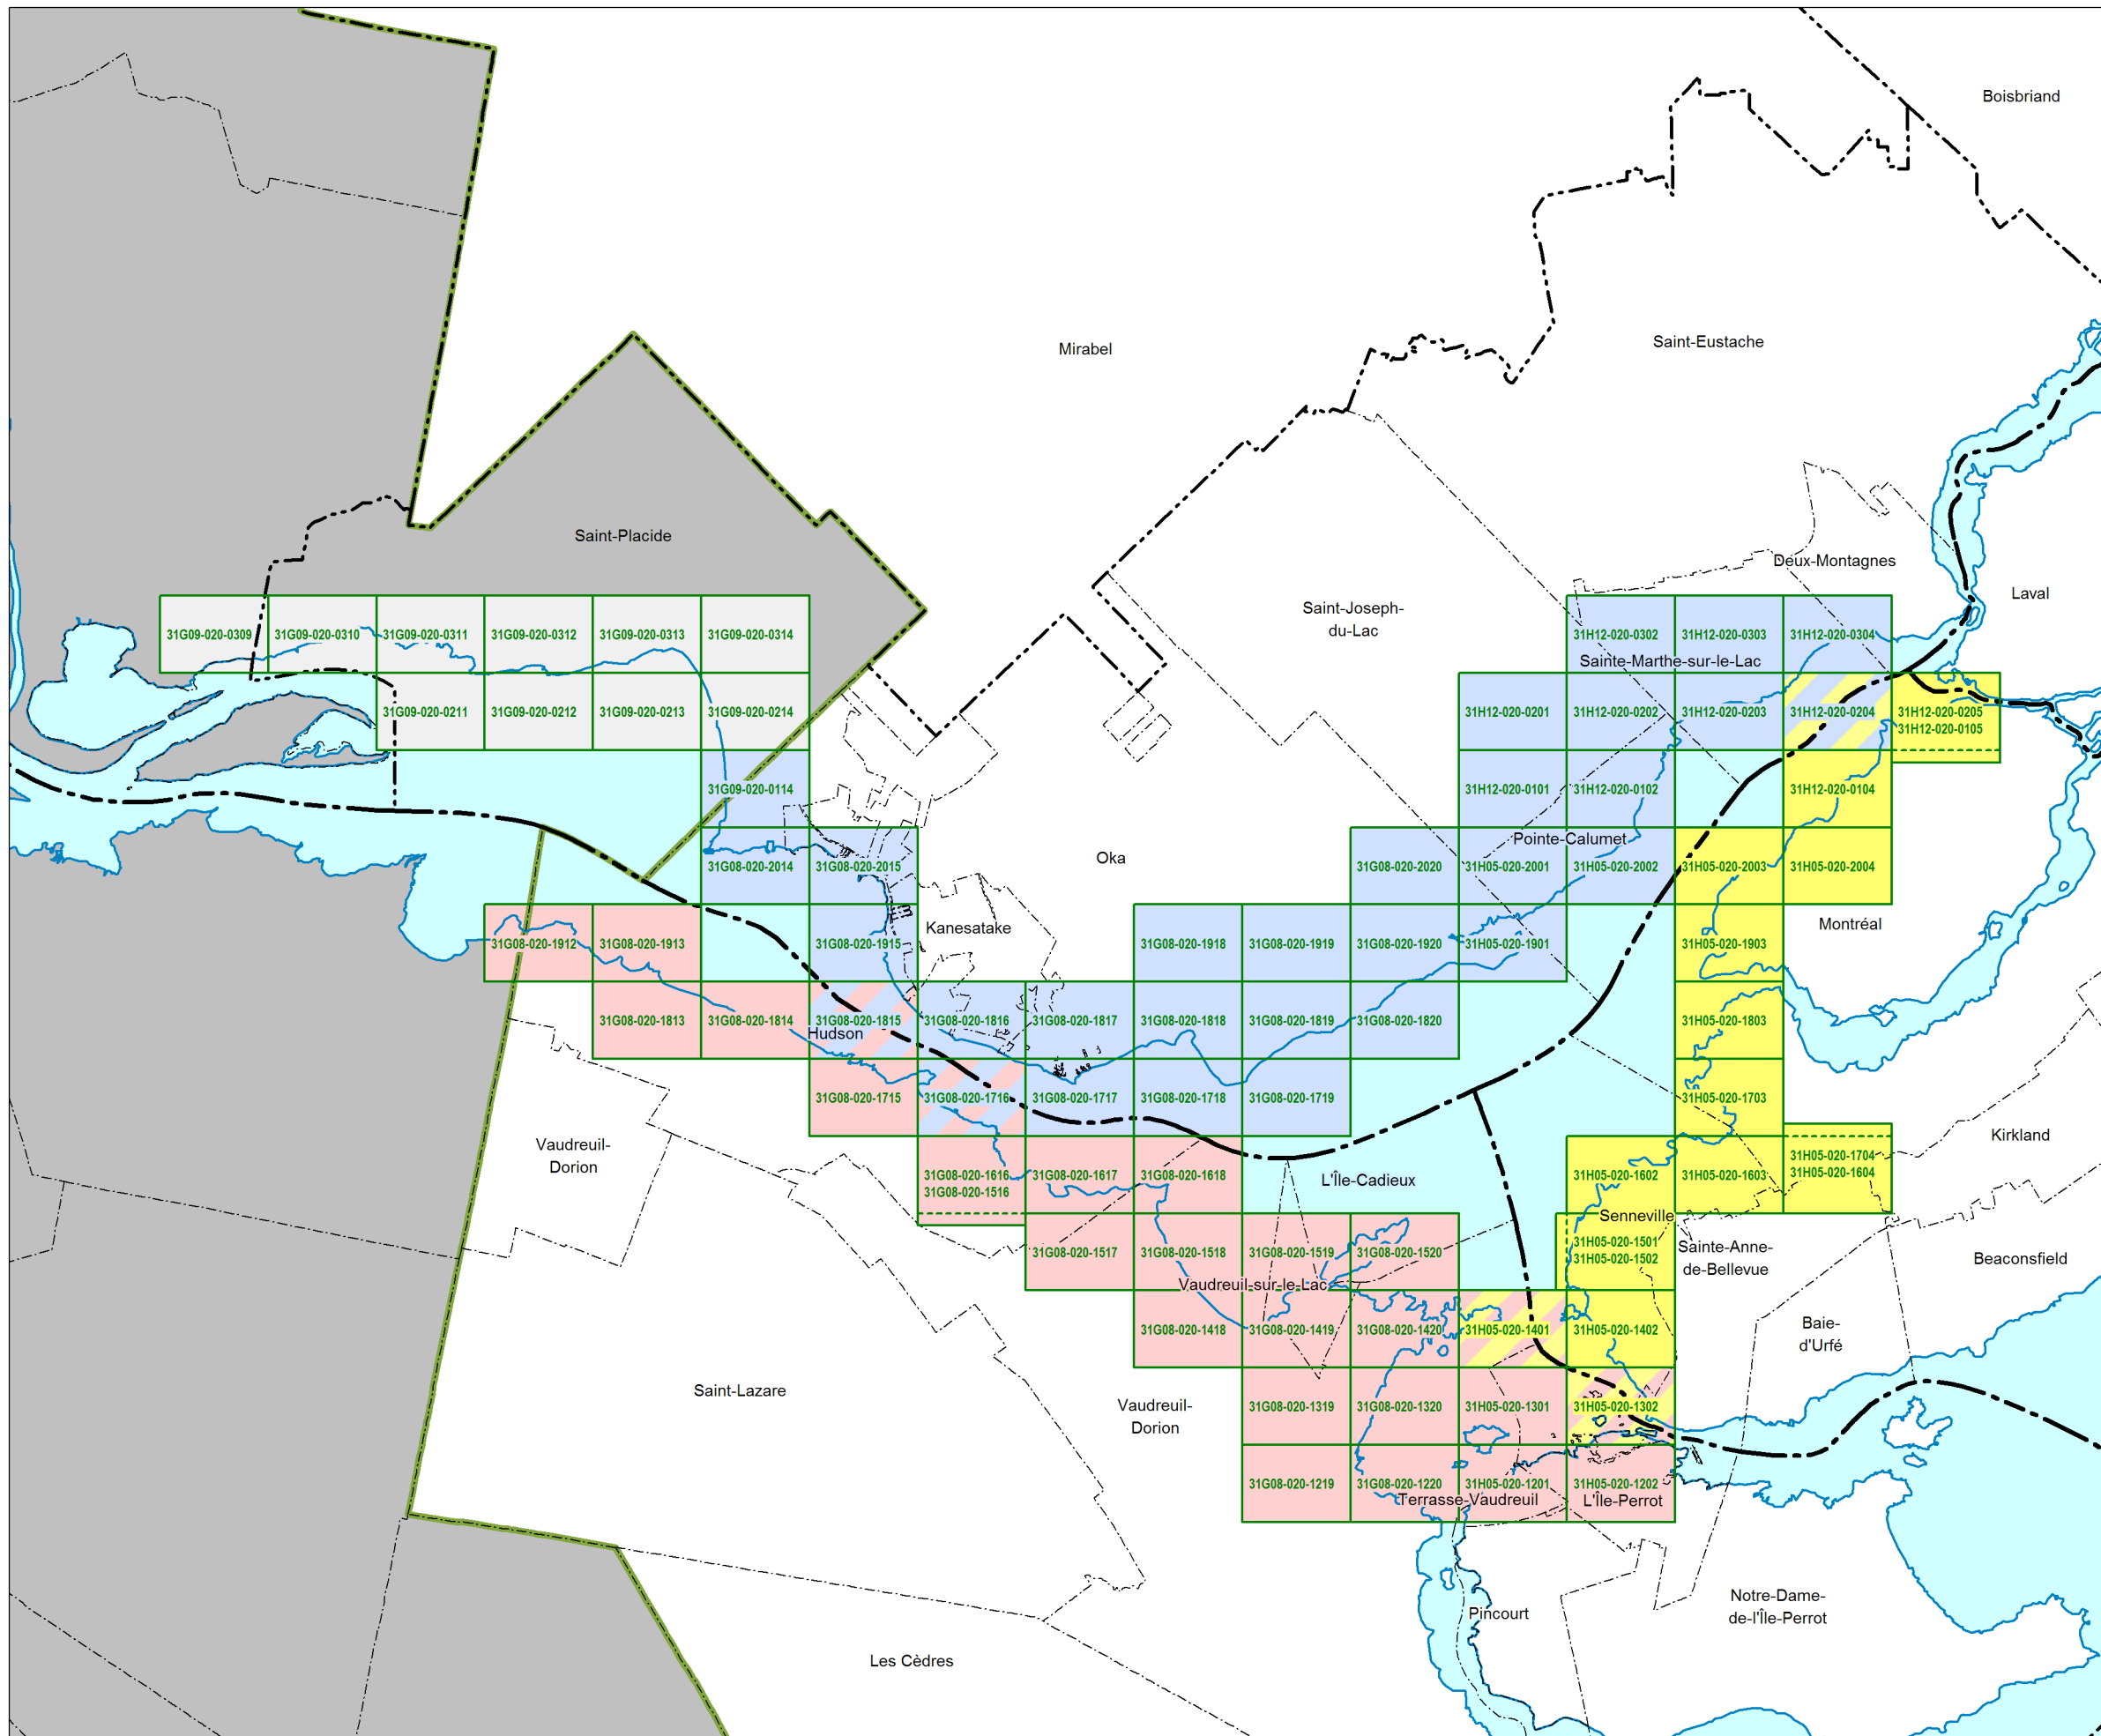 Boisbriand
Mirabel
Saint-Eustache
Saint-Placide
Deux-Montagnes
Laval
Saint-Joseph-
du-Lac
31G09-020-0309
31G09-020-0310
31G09-020-0311
31G09-020-0312
31G09-020-0313
31G09-020-0314
31H12-020-0302
31H12-020-0303
31H12-020-0304
Sainte-Marthe-sur-le-Lac
31G09-020-0211
31G09-020-0212
31G09-020-0213
31G09-020-0214
31H12-020-0201
31H12-020-0202
31H12-020-0203
31H12-020-0204
31H12-020-0205
31H12-020-0105
31G09-020-0114
31H12-020-0101
31H12-020-0102
31H12-020-0104
Pointe-Calumet
Oka
31G08-020-2014
31G08-020-2015
31G08-020-2020
31H05-020-2001
31H05-020-2002
31H05-020-2003
31H05-020-2004
Kanesatake
Montréal
31G08-020-1912
31G08-020-1913
31G08-020-1915
31G08-020-1918
31G08-020-1919
31G08-020-1920
31H05-020-1901
31H05-020-1903
31G08-020-1813
31G08-020-1814
31G08-020-1815
31G08-020-1816
31G08-020-1817
31G08-020-1818
31G08-020-1819
31G08-020-1820
31H05-020-1803
Hudson
31G08-020-1715
31G08-020-1716
31G08-020-1717
31G08-020-1718
31G08-020-1719
31H05-020-1703
Vaudreuil-
Dorion
Kirkland
31G08-020-1616
31G08-020-1516
31G08-020-1617
31G08-020-1618
L'Île-Cadieux
31H05-020-1602
31H05-020-1603
31H05-020-1704
31H05-020-1604
Senneville
31G08-020-1517
31G08-020-1518
31G08-020-1519
31G08-020-1520
31H05-020-1501
31H05-020-1502
Sainte-Anne-
de-Bellevue
Beaconsfield
Vaudreuil-sur-le-Lac
31G08-020-1418
31G08-020-1419
31G08-020-1420
31H05-020-1401
31H05-020-1402
Baie-
d'Urfé
Saint-Lazare
Vaudreuil-
Dorion
31G08-020-1319
31G08-020-1320
31H05-020-1301
31H05-020-1302
31G08-020-1219
31G08-020-1220
31H05-020-1201
31H05-020-1202
Terrasse-Vaudreuil
L'Île-Perrot
Pincourt
Notre-Dame-
de-l'Île-Perrot
Les Cèdres